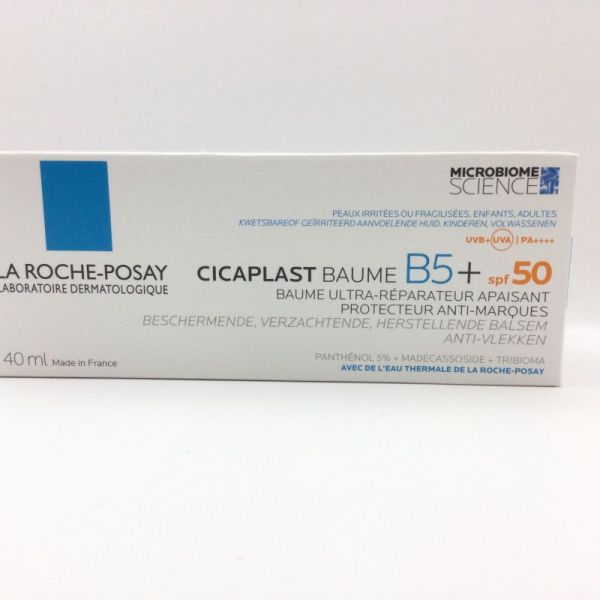 MICROBIOME
SCIENCE
PEAUX IRRITÉES OU FRAGILISÉES, ENFANTS, ADULTES
KWETSBAREOF GEÏRRITEERD AANVOELENDE HUID. KINDEREN, VOLWASSENEN
UVB+UVA | PA++++
LA ROCHE-POSAY
LABORATOIRE DERMATOLOGIQUE
CICAPLAST BAUME B5+ spf 50
BAUME ULTRA-RÉPARATEUR APAISANT
PROTECTEUR ANTI-MARQUES
BESCHERMENDE, VERZACHTENDE, HERSTELLENDE BALSEM
ANTI-VLEKKEN
40 ml Made in France
PANTHÉNOL 5% + MADÉCASSOSIDE + TRIBIOMA
AVEC DE L'EAU THERMALE DE LA ROCHE-POSAY